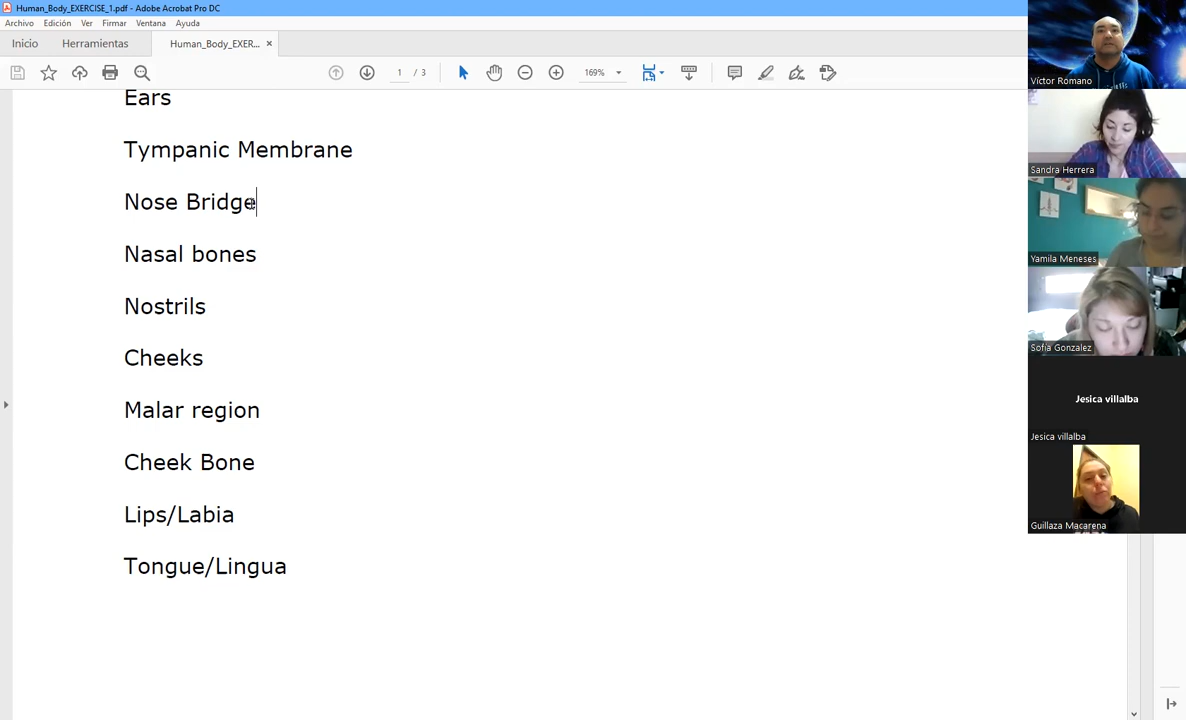 Human_Body_EXERCISE_1.pdf - Adobe Acrobat Pro DC
Archivo Edición Ver Firmar Ventana Ayuda
Inicio Herramientas Human_Body_EXER... ×
1 / 3 169%
Ears
Tympanic Membrane
Nose Bridge
Nasal bones
Nostrils
Cheeks
Malar region
Cheek Bone
Lips/Labia
Tongue/Lingua
Víctor Romano
Sandra Herrera
Yamila Meneses
Sofía Gonzalez
Jesica villalba
Jesica villalba
Guillaza Macarena